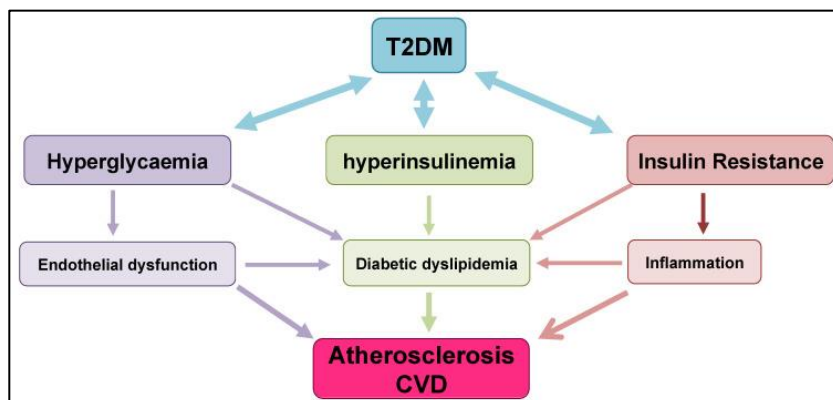 T2DM
Hyperglycaemia
hyperinsulinemia
Insulin Resistance
Endothelial dysfunction
Diabetic dyslipidemia
Inflammation
Atherosclerosis
CVD